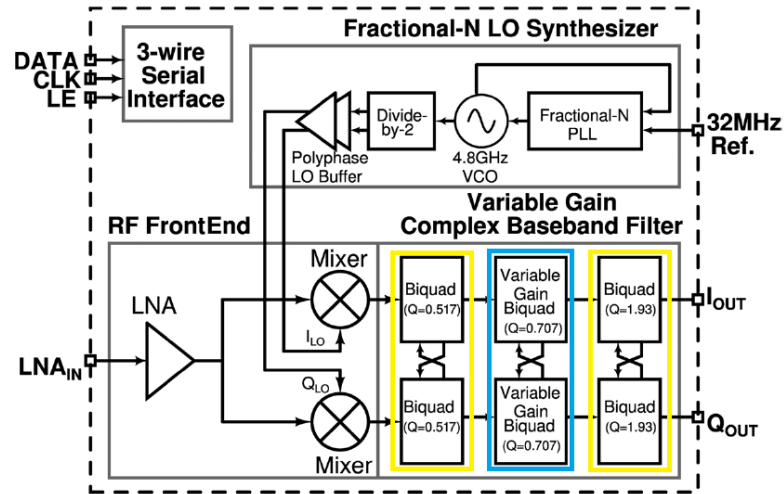 Fractional-N LO Synthesizer
DATA
CLK
LE
3-wire
Serial
Interface
Divide-
by-2
Fractional-N
PLL
32MHz
Ref.
Polyphase
LO Buffer
4.8GHz
VCO
Variable Gain
Complex Baseband Filter
RF FrontEnd
Mixer
LNA
Biquad
(Q=0.517)
Variable
Gain
Biquad
(Q=0.707)
Biquad
(Q=1.93)
IOUT
ILO
LNAIN
QLO
Biquad
(Q=0.517)
Variable
Gain
Biquad
(Q=0.707)
Biquad
(Q=1.93)
QOUT
Mixer